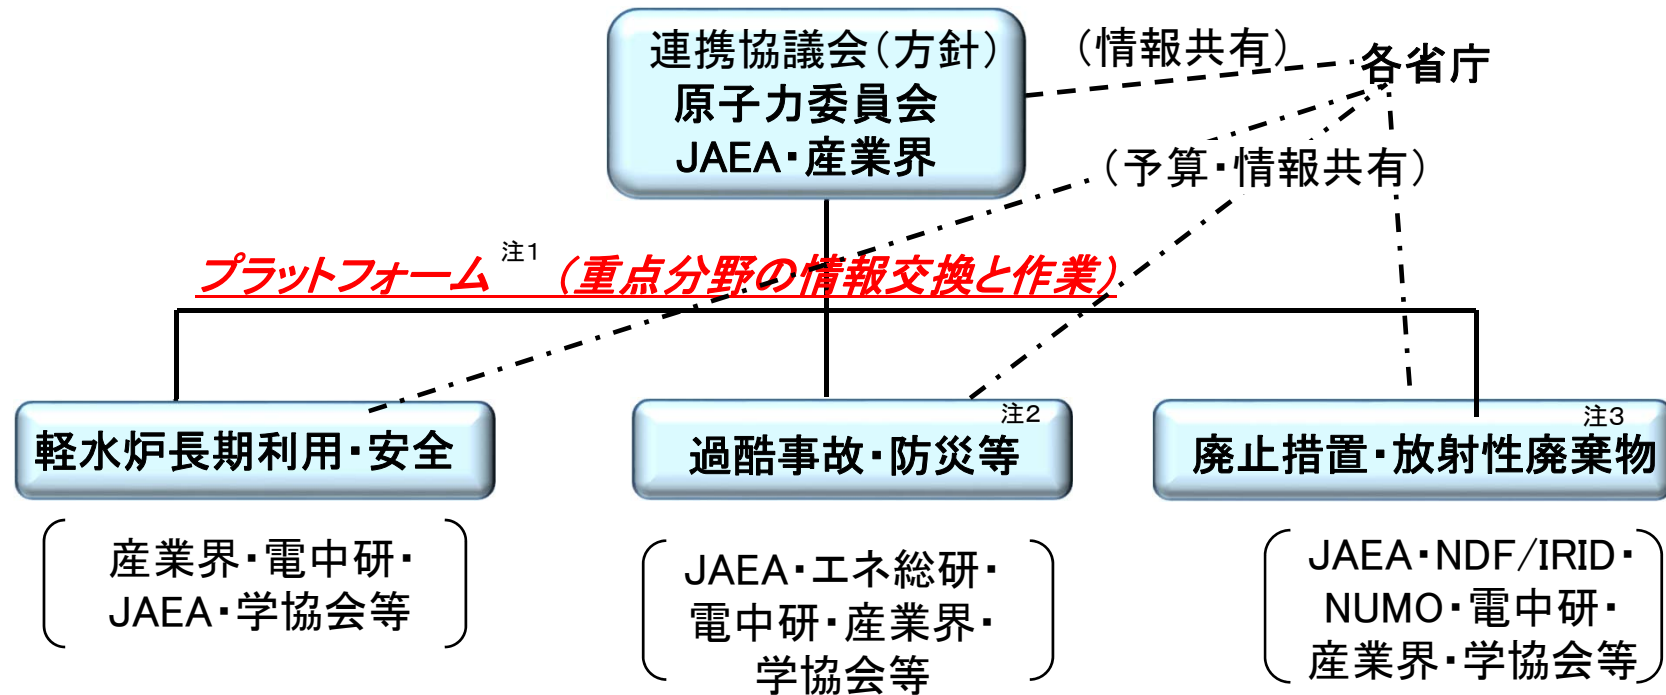 連携協議会(方針)
原子力委員会
JAEA・産業界
(情報共有)
各省庁
(予算・情報共有)
プラットフォーム 注1 (重点分野の情報交換と作業)
軽水炉長期利用・安全
産業界・電中研・
JAEA・学協会等
過酷事故・防災等 注2
JAEA・エネ総研・
電中研・産業界・
学協会等
廃止措置・放射性廃棄物 注3
JAEA・NDF/IRID・
NUMO・電中研・
産業界・学協会等